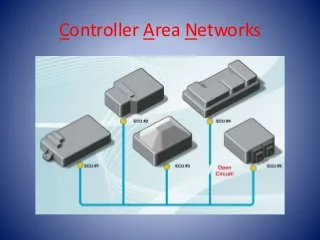 Controller Area Networks
ECU #2
ECU #4
ECU #1
ECU #3
Open
Circuit!
ECU #5